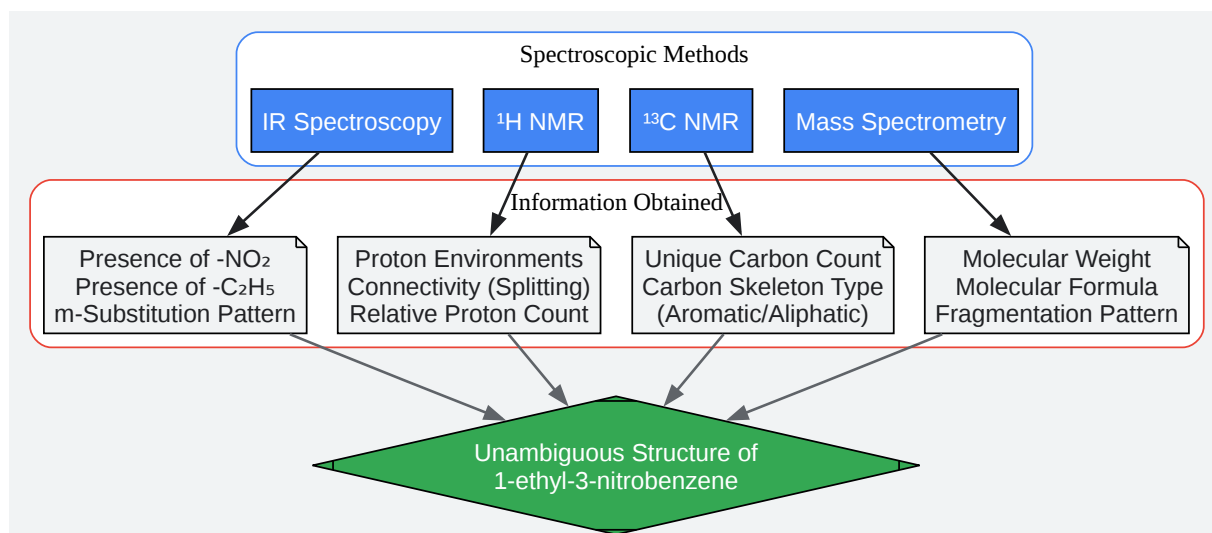 Spectroscopic Methods
IR Spectroscopy
¹H NMR
¹³C NMR
Mass Spectrometry
Information Obtained
Presence of -NO₂
Presence of -C₂H₅
m-Substitution Pattern
Proton Environments
Connectivity (Splitting)
Relative Proton Count
Unique Carbon Count
Carbon Skeleton Type
(Aromatic/Aliphatic)
Molecular Weight
Molecular Formula
Fragmentation Pattern
Unambiguous Structure of
1-ethyl-3-nitrobenzene